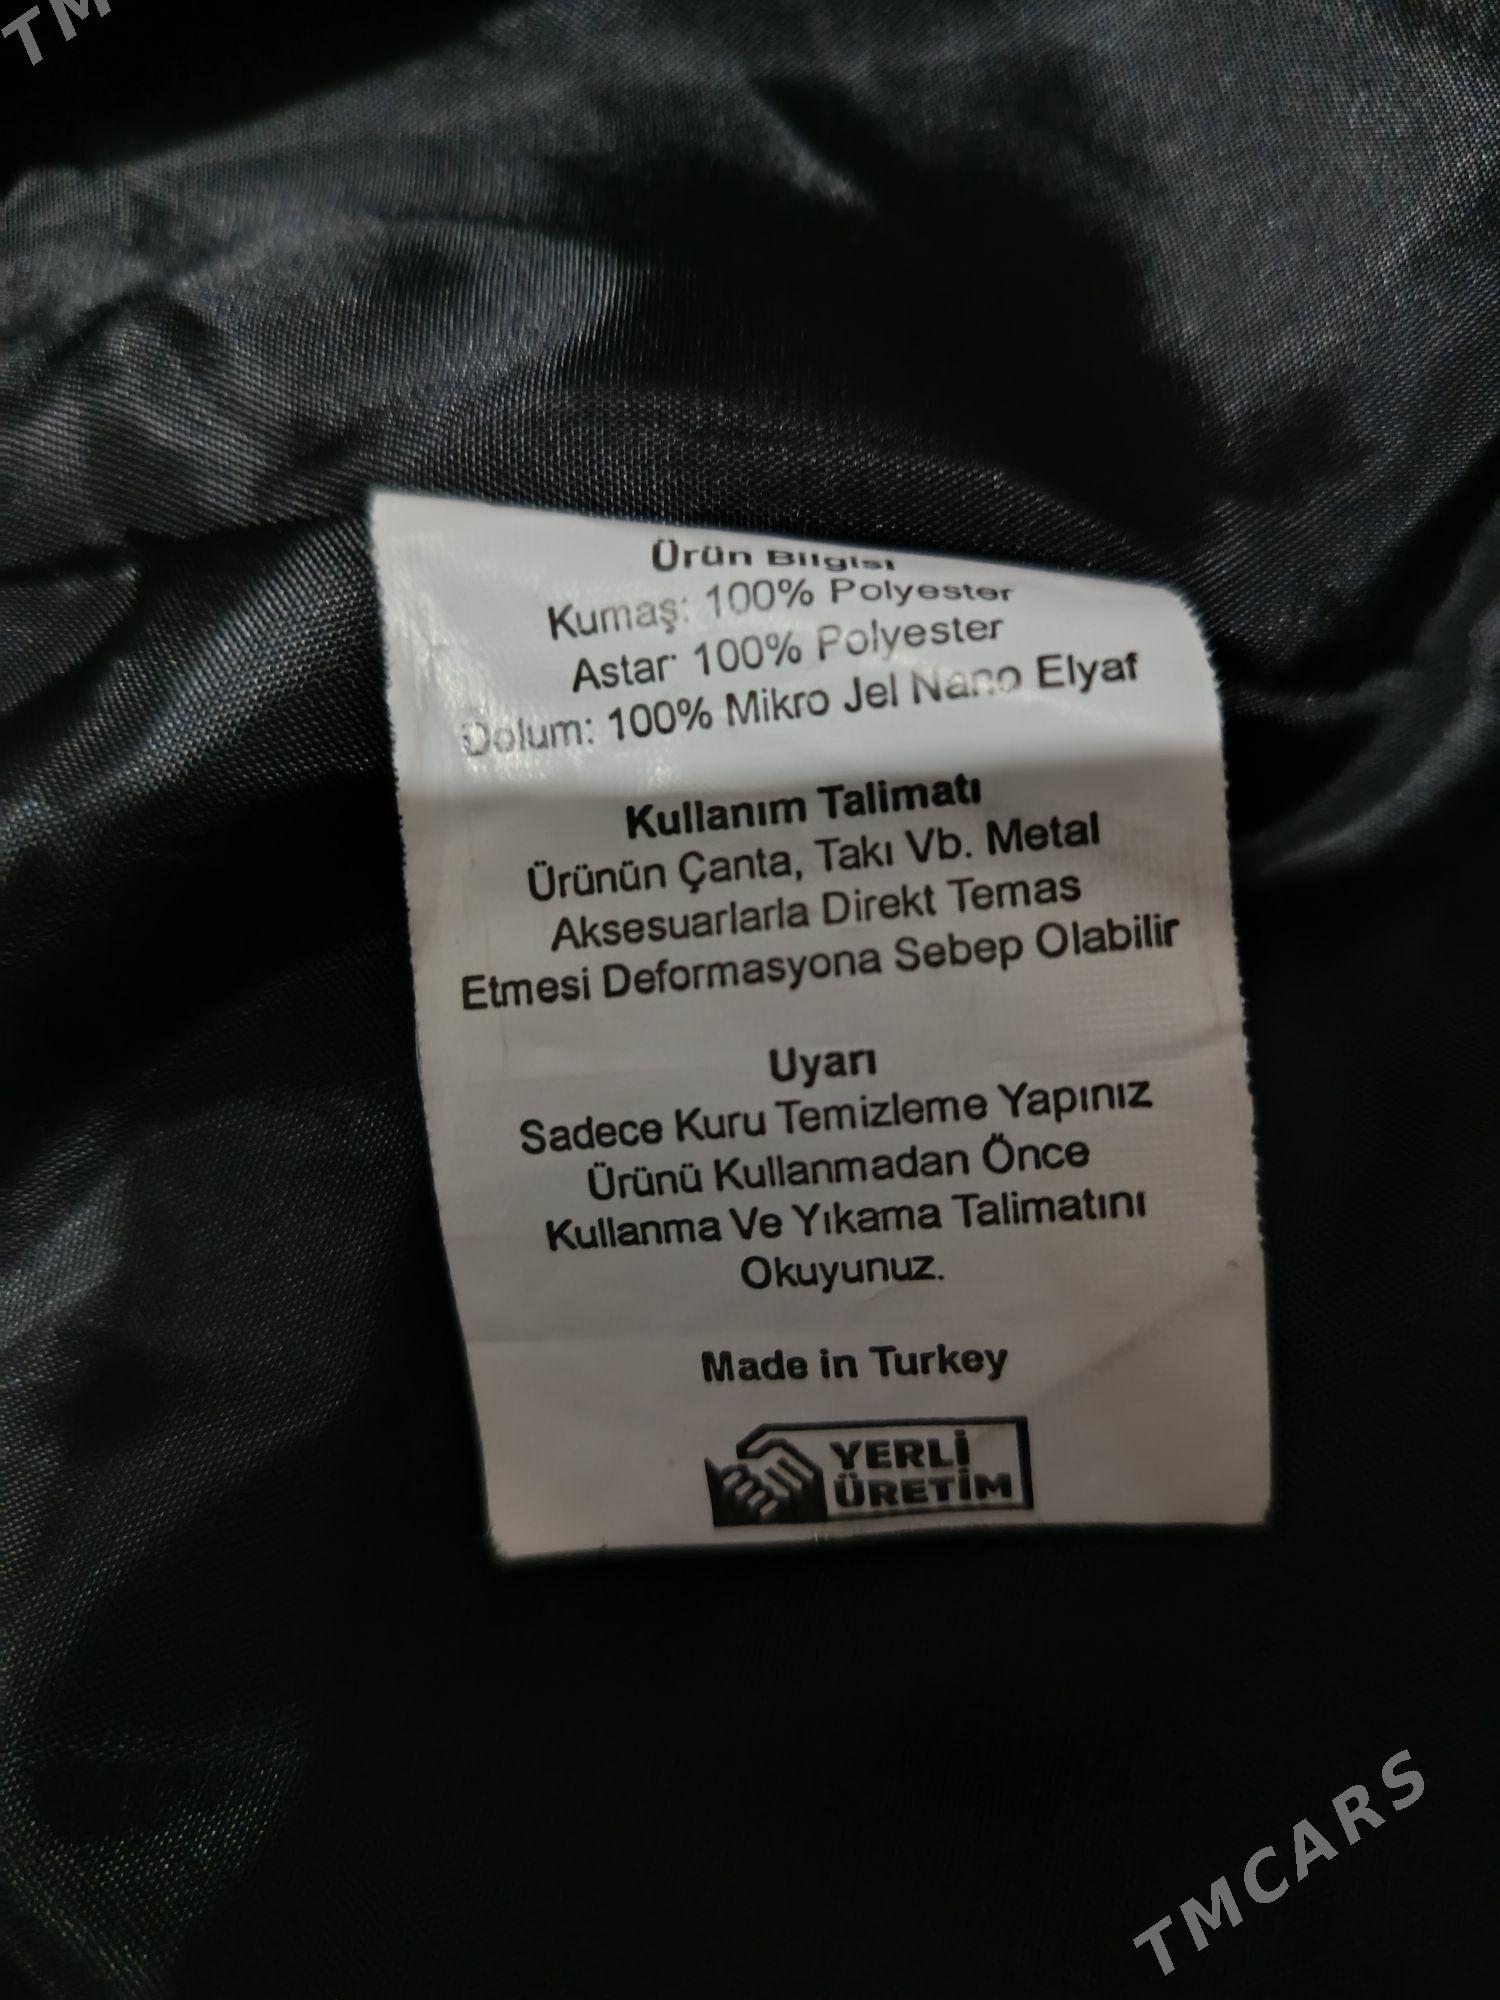 TM
Ürün Bilgisi
Kumaş: 100% Polyester
Astar: 100% Polyester
Dolum: 100% Mikro Jel Nano Elyaf
Kullanım Talimatı
Ürünün Çanta, Takı Vb. Metal
Aksesuarlarla Direkt Temas
Etmesi Deformasyona Sebep Olabilir
Uyarı
Sadece Kuru Temizleme Yapınız
Ürünü Kullanmadan Önce
Kullanma Ve Yıkama Talimatını
Okuyunuz.
Made in Turkey
YERLİ
ÜRETİM
TMCARS